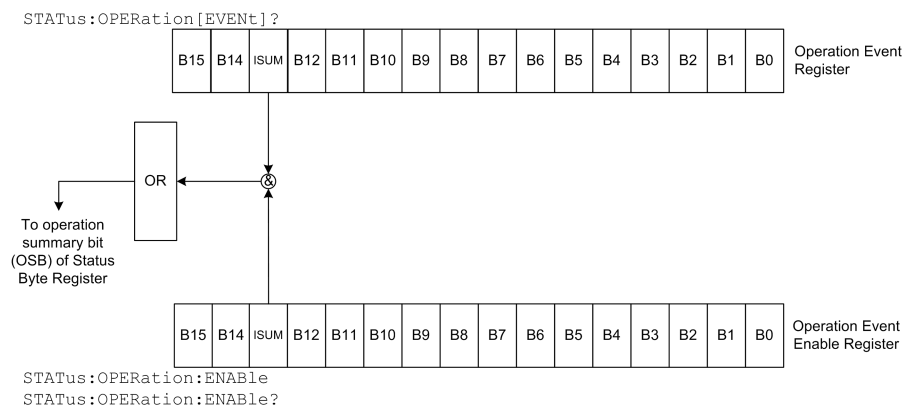 STATus:OPERation[EVENt]?
B15 B14 ISUM B12 B11 B10 B9 B8 B7 B6 B5 B4 B3 B2 B1 B0
Operation Event
Register
OR
&
To operation
summary bit
(OSB) of Status
Byte Register
B15 B14 ISUM B12 B11 B10 B9 B8 B7 B6 B5 B4 B3 B2 B1 B0
Operation Event
Enable Register
STATus:OPERation:ENABle
STATus:OPERation:ENABle?